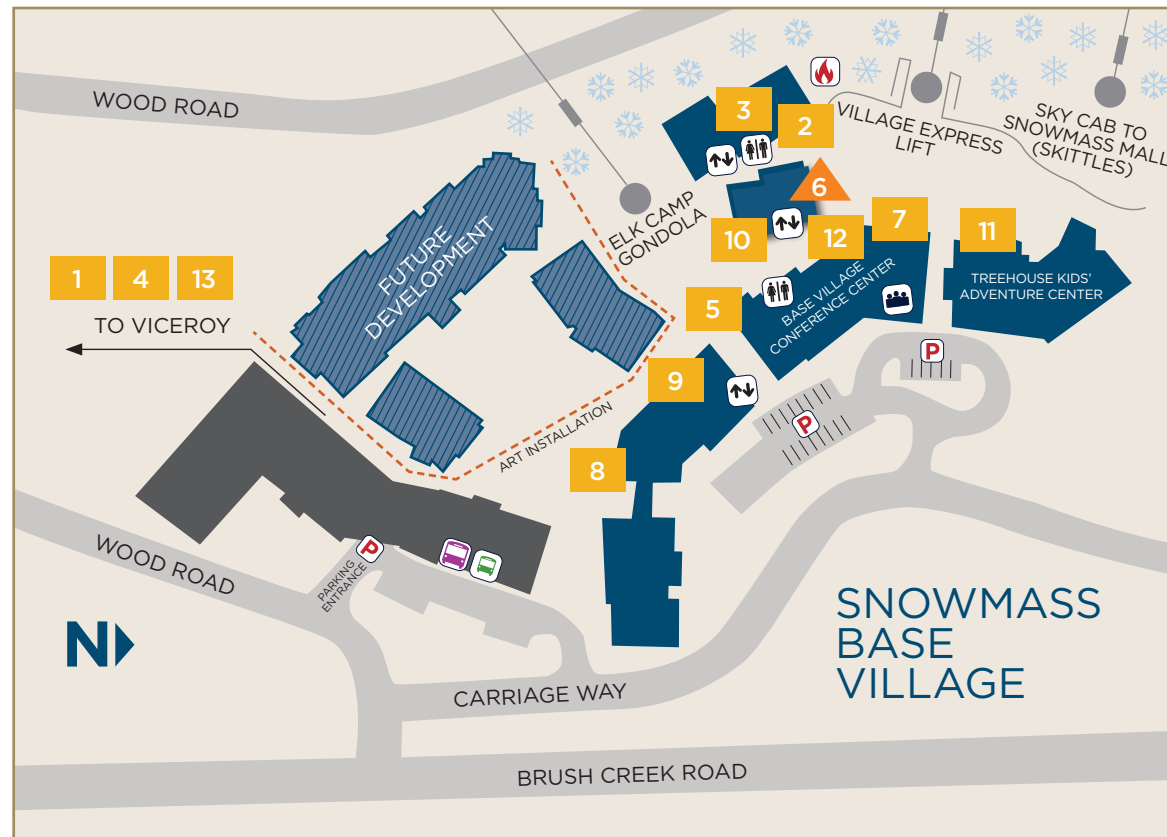 WOOD ROAD
3
2
VILLAGE EXPRESS
LIFT
SKY CAB TO
SNOWMASS MALL
(SKITTLES)
6
ELK CAMP
GONDOLA
10
12
7
11
FUTURE
DEVELOPMENT
TREEHOUSE KIDS'
ADVENTURE CENTER
1
4
13
TO VICEROY
5
BASE VILLAGE
CONFERENCE CENTER
P
9
P
ART INSTALLATION
8
WOOD ROAD
P
PARKING
ENTRANCE
N
SNOWMASS
BASE
VILLAGE
CARRIAGE WAY
BRUSH CREEK ROAD